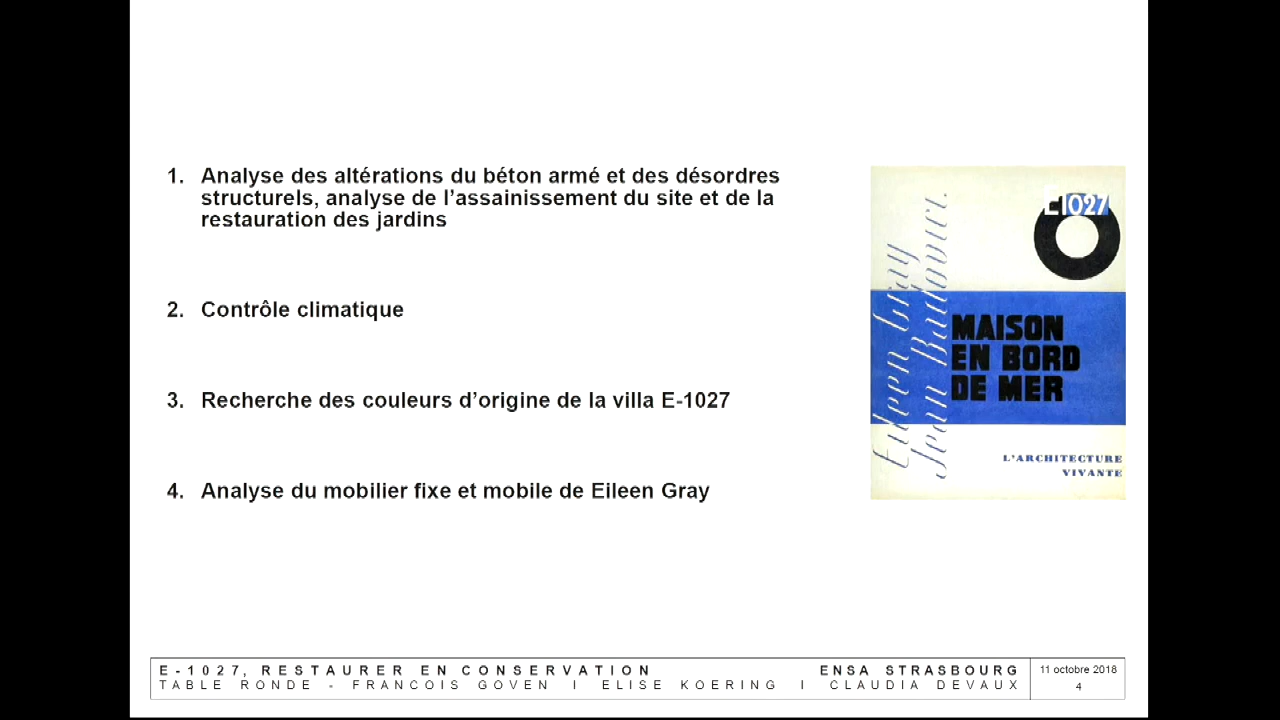 1. Analyse des altérations du béton armé et des désordres
structurels, analyse de l'assainissement du site et de la
restauration des jardins
2. Contrôle climatique
3. Recherche des couleurs d'origine de la villa E-1027
4. Analyse du mobilier fixe et mobile de Eileen Gray
E1027
Eileen Gray
Jean Badovici.
MAISON
EN BORD
DE MER
L'ARCHITECTURE
VIVANTE
E-1027, RESTAURER EN CONSERVATION ENSA STRASBOURG 11 octobre 2018
TABLE RONDE - FRANCOIS GOVEN I ELISE KOERING I CLAUDIA DEVAUX 4